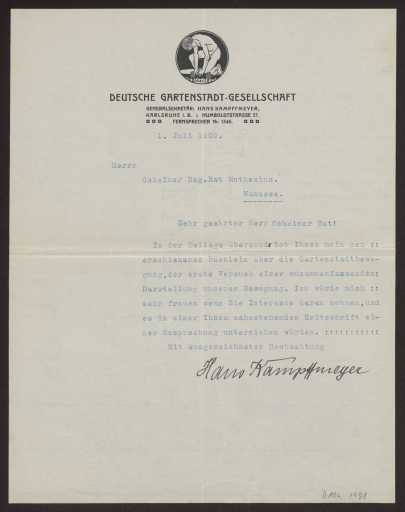 DEUTSCHE GARTENSTADT-GESELLSCHAFT
GENERALSEKRETÄR: HANS KAMPFFMEYER,
KARLSRUHE I. B. : HUMBOLDTSTRASSE 27.
FERNSPRECHER Nr.
1. Juli 1909.
Herrn
Geheimer Reg. Rat Muthesius.
Wannsee.
Sehr geehrter Herr Geheimer Rat!
In der Beilage übersende ich Ihnen mein neu ::
erschienenes Büchlein über die Gartenstadtbewe-
gung, der erste Versuch einer zusammenfassenden:
Darstellung unserer Bewegung. Ich würde mich ::
sehr freuen wenn Sie Interesse daran nehmen, und
es in einer Ihnen nahestehenden Zeitschrift ei-
ner Besprechung unterziehen würden. ::::::::::
Mit ausgezeichneter Hochachtung
Hans Kampffmeyer